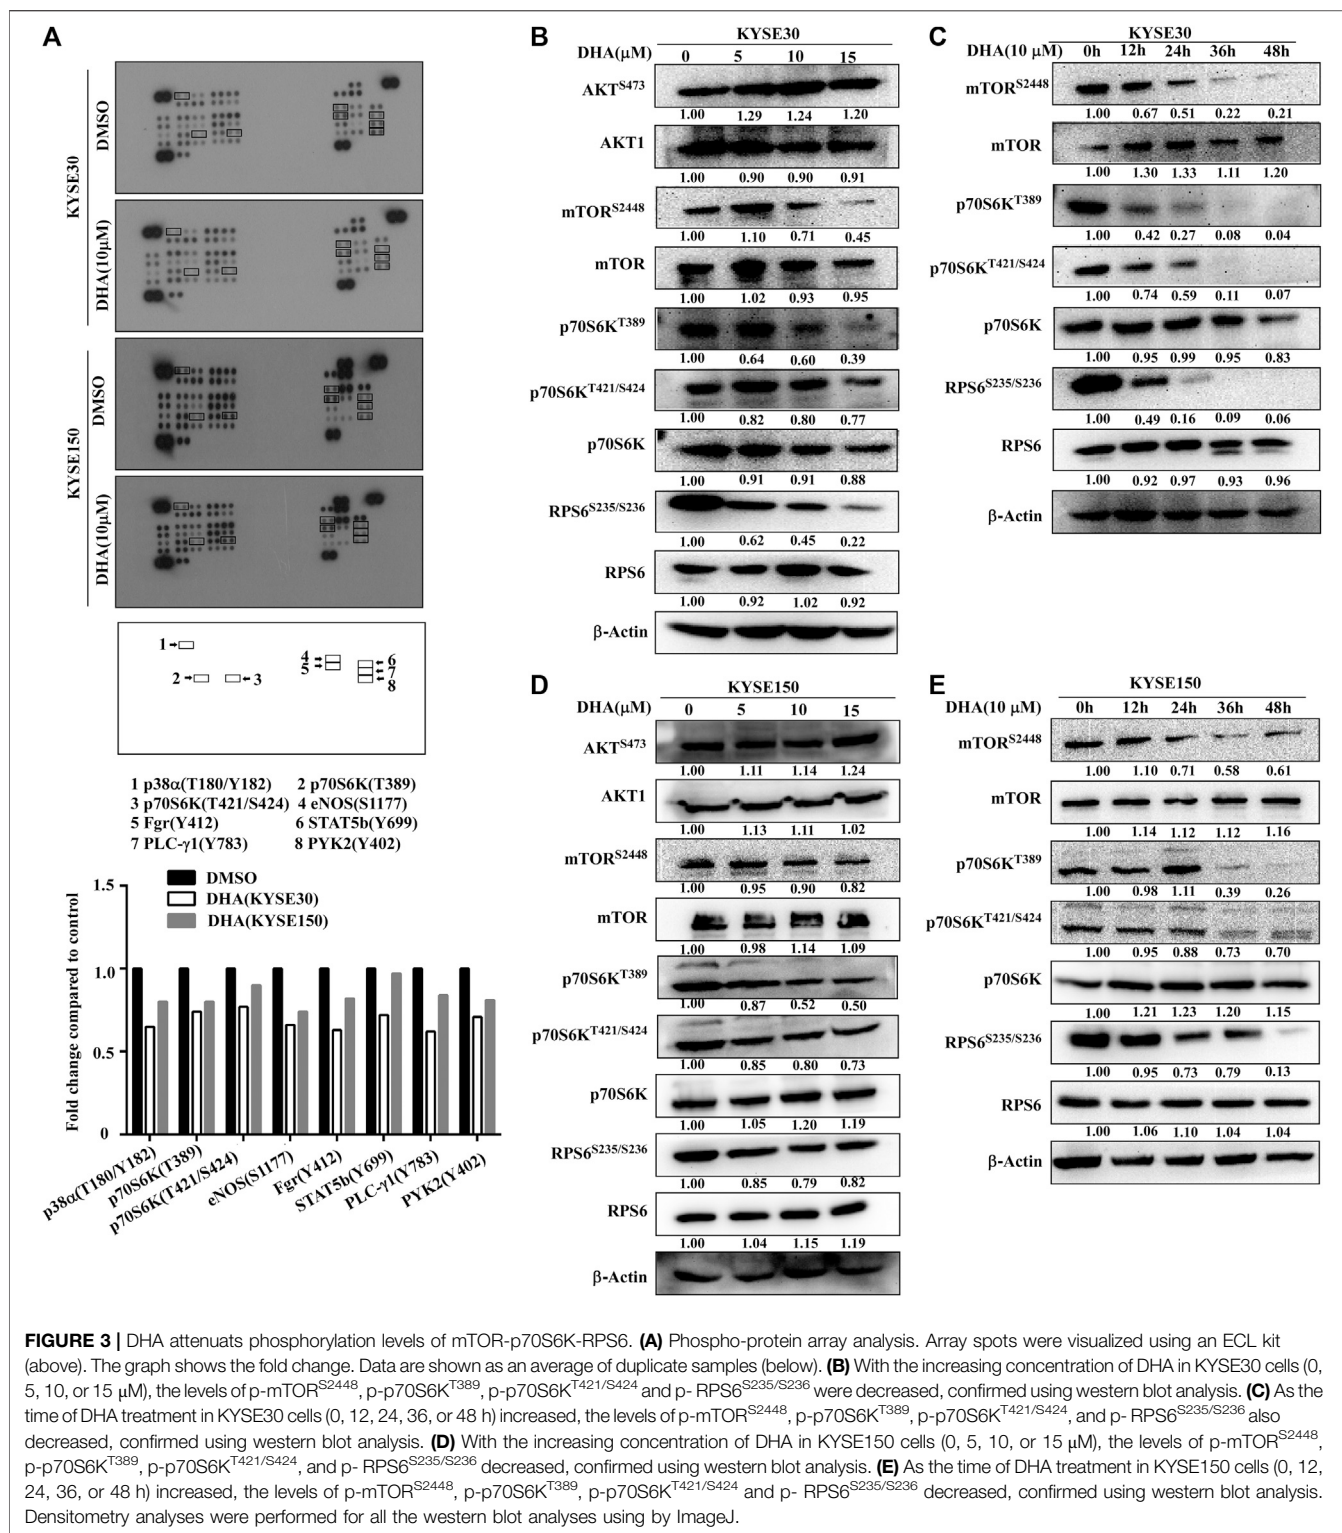 A
KYSE30
DMSO
DHA(10μM)
KYSE150
DMSO
DHA(10μM)
1
2
3
4
5
6
7
8
1 p38α(T180/Y182) 2 p70S6K(T389)
3 p70S6K(T421/S424) 4 eNOS(S1177)
5 Fgr(Y412) 6 STAT5b(Y699)
7 PLC-γ1(Y783) 8 PYK2(Y402)
DMSO
DHA(KYSE30)
DHA(KYSE150)
Fold change compared to control
1.5
1.0
0.5
0
p38α(T180/Y182)
p70S6K(T389)
p70S6K(T421/S424)
eNOS(S1177)
Fgr(Y412)
STAT5b(Y699)
PLC-γ1(Y783)
PYK2(Y402)
B
KYSE30
DHA(μM) 0 5 10 15
AKTS473
1.00 1.29 1.24 1.20
AKT1
1.00 0.90 0.90 0.91
mTORS2448
1.00 1.10 0.71 0.45
mTOR
1.00 1.02 0.93 0.95
p70S6KT389
1.00 0.64 0.60 0.39
p70S6KT421/S424
1.00 0.82 0.80 0.77
p70S6K
1.00 0.91 0.91 0.88
RPS6S235/S236
1.00 0.62 0.45 0.22
RPS6
1.00 0.92 1.02 0.92
β-Actin
C
KYSE30
DHA(10 μM) 0h 12h 24h 36h 48h
mTORS2448
1.00 0.67 0.51 0.22 0.21
mTOR
1.00 1.30 1.33 1.11 1.20
p70S6KT389
1.00 0.42 0.27 0.08 0.04
p70S6KT421/S424
1.00 0.74 0.59 0.11 0.07
p70S6K
1.00 0.95 0.99 0.95 0.83
RPS6S235/S236
1.00 0.49 0.16 0.09 0.06
RPS6
1.00 0.92 0.97 0.93 0.96
β-Actin
D
KYSE150
DHA(μM) 0 5 10 15
AKTS473
1.00 1.11 1.14 1.24
AKT1
1.00 1.13 1.11 1.02
mTORS2448
1.00 0.95 0.90 0.82
mTOR
1.00 0.98 1.14 1.09
p70S6KT389
1.00 0.87 0.52 0.50
p70S6KT421/S424
1.00 0.85 0.80 0.73
p70S6K
1.00 1.05 1.20 1.19
RPS6S235/S236
1.00 0.85 0.79 0.82
RPS6
1.00 1.04 1.15 1.19
β-Actin
E
KYSE150
DHA(10 μM) 0h 12h 24h 36h 48h
mTORS2448
1.00 1.10 0.71 0.58 0.61
mTOR
1.00 1.14 1.12 1.12 1.16
p70S6KT389
1.00 0.98 1.11 0.39 0.26
p70S6KT421/S424
1.00 0.95 0.88 0.73 0.70
p70S6K
1.00 1.21 1.23 1.20 1.15
RPS6S235/S236
1.00 0.95 0.73 0.79 0.13
RPS6
1.00 1.06 1.10 1.04 1.04
β-Actin
FIGURE 3 | DHA attenuats phosphorylation levels of mTOR-p70S6K-RPS6. (A) Phospho-protein array analysis. Array spots were visualized using an ECL kit
(above). The graph shows the fold change. Data are shown as an average of duplicate samples (below). (B) With the increasing concentration of DHA in KYSE30 cells (0,
5, 10, or 15 μM), the levels of p-mTORS2448, p-p70S6KT389, p-p70S6KT421/S424 and p- RPS6S235/S236 were decreased, confirmed using western blot analysis. (C) As the
time of DHA treatment in KYSE30 cells (0, 12, 24, 36, or 48 h) increased, the levels of p-mTORS2448, p-p70S6KT389, p-p70S6KT421/S424, and p- RPS6S235/S236 also
decreased, confirmed using western blot analysis. (D) With the increasing concentration of DHA in KYSE150 cells (0, 5, 10, or 15 μM), the levels of p-mTORS2448,
p-p70S6KT389, p-p70S6KT421/S424, and p- RPS6S235/S236 decreased, confirmed using western blot analysis. (E) As the time of DHA treatment in KYSE150 cells (0, 12,
24, 36, or 48 h) increased, the levels of p-mTORS2448, p-p70S6KT389, p-p70S6KT421/S424 and p- RPS6S235/S236 decreased, confirmed using western blot analysis.
Densitometry analyses were performed for all the western blot analyses using by ImageJ.